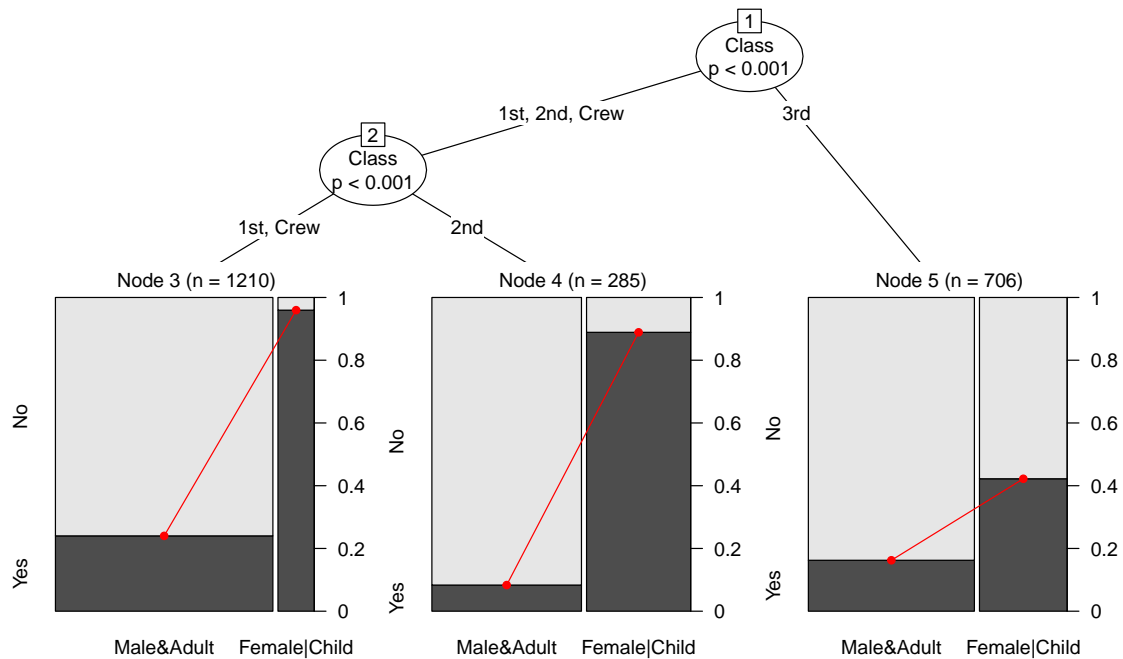 1
Class
p < 0.001
1st, 2nd, Crew
3rd
2
Class
p < 0.001
1st, Crew
2nd
Node 3 (n = 1210)
No
Yes
1
0.8
0.6
0.4
0.2
0
Male&Adult
Female|Child
Node 4 (n = 285)
No
Yes
1
0.8
0.6
0.4
0.2
0
Male&Adult
Female|Child
Node 5 (n = 706)
No
Yes
1
0.8
0.6
0.4
0.2
0
Male&Adult
Female|Child